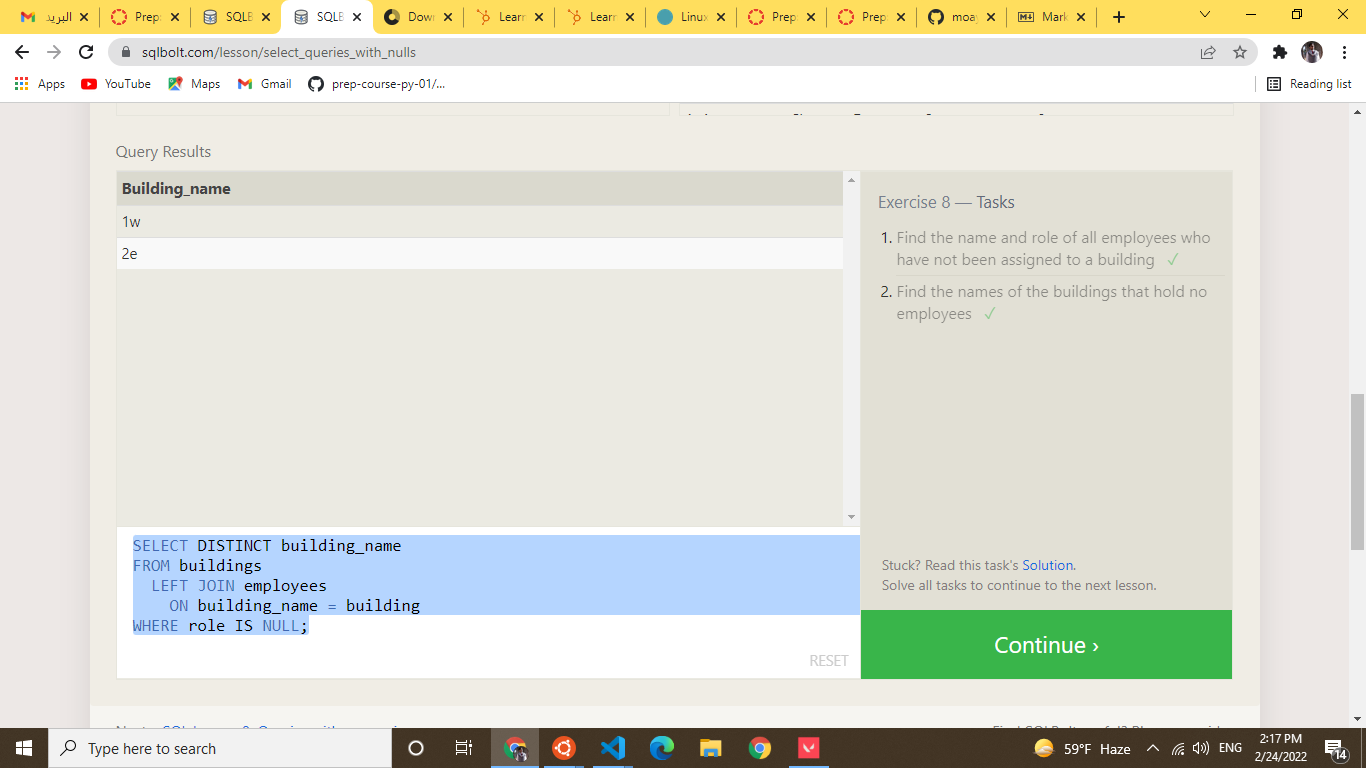 البريد
Prep
SQLB
SQLB
Dow
Learn
Learn
Linux
Prep
Prep
moay
Mark
sqlbolt.com/lesson/select_queries_with_nulls
Apps YouTube Maps Gmail prep-course-py-01/... Reading list
Query Results
Building_name
1w
2e
Exercise 8 — Tasks
1. Find the name and role of all employees who
have not been assigned to a building ✓
2. Find the names of the buildings that hold no
employees ✓
SELECT DISTINCT building_name
FROM buildings
LEFT JOIN employees
ON building_name = building
WHERE role IS NULL;
RESET
Stuck? Read this task's Solution.
Solve all tasks to continue to the next lesson.
Continue ›
Type here to search
59°F Haze
ENG
2:17 PM
2/24/2022
14